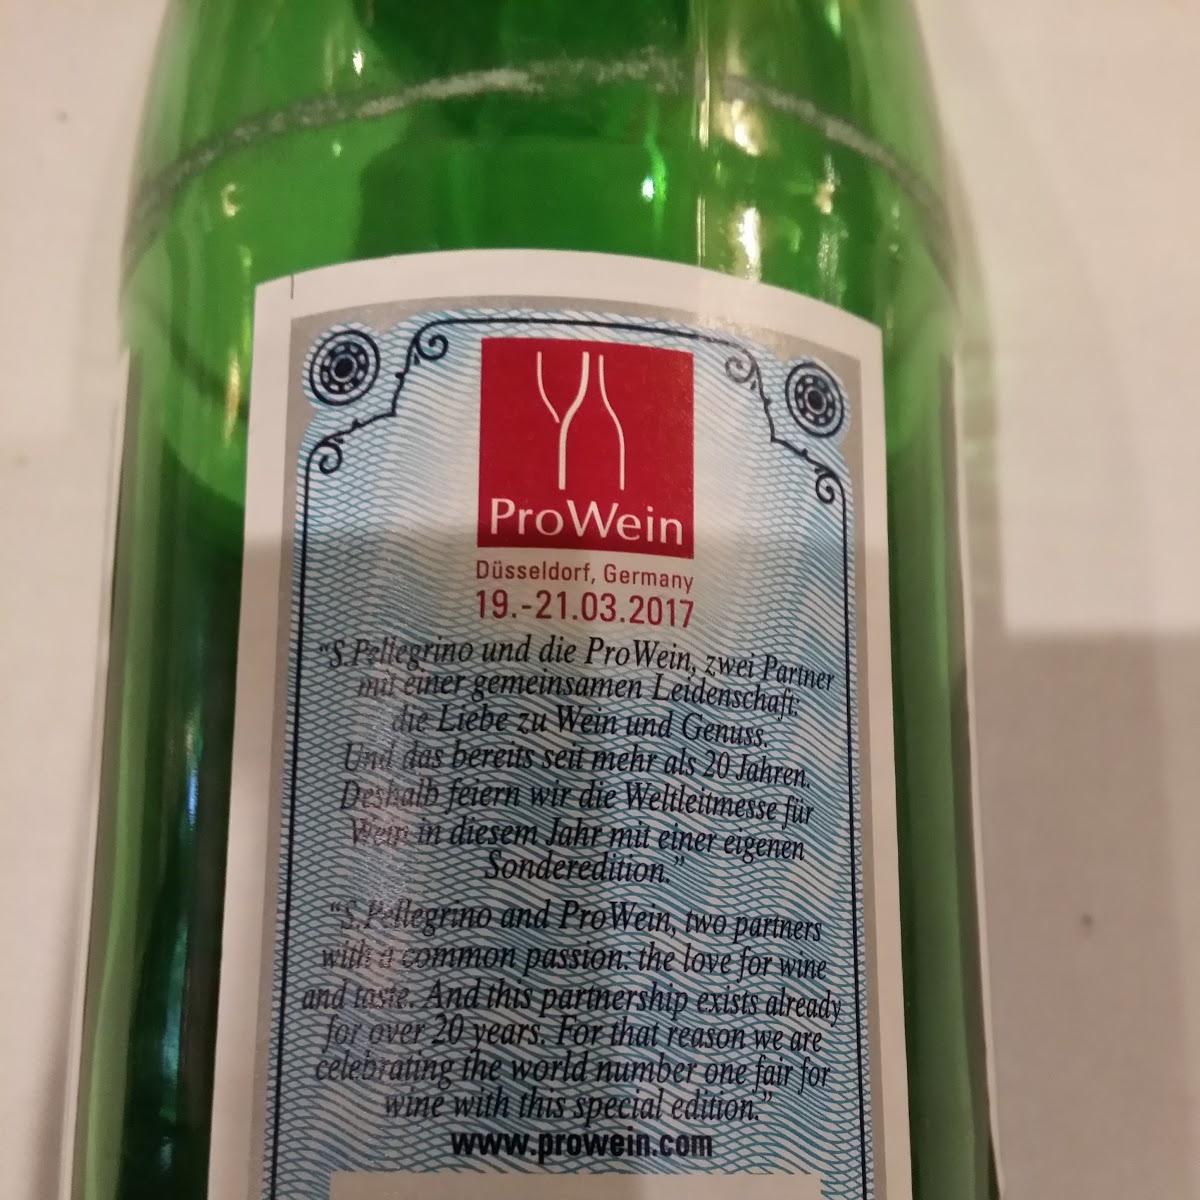 ProWein
Düsseldorf, Germany
19.-21.03.2017
“S.Pellegrino und die ProWein, zwei Partner
mit einer gemeinsamen Leidenschaft:
die Liebe zu Wein und Genuss.
Und das bereits seit mehr als 20 Jahren.
Deshalb feiern wir die Weltleitmesse für
Wein in diesem Jahr mit einer eigenen
Sonderedition.”
“S.Pellegrino and ProWein, two partners
with a common passion: the love for wine
and taste. And this partnership exists already
for over 20 years. For that reason we are
celebrating the world number one fair for
wine with this special edition.”
www.prowein.com